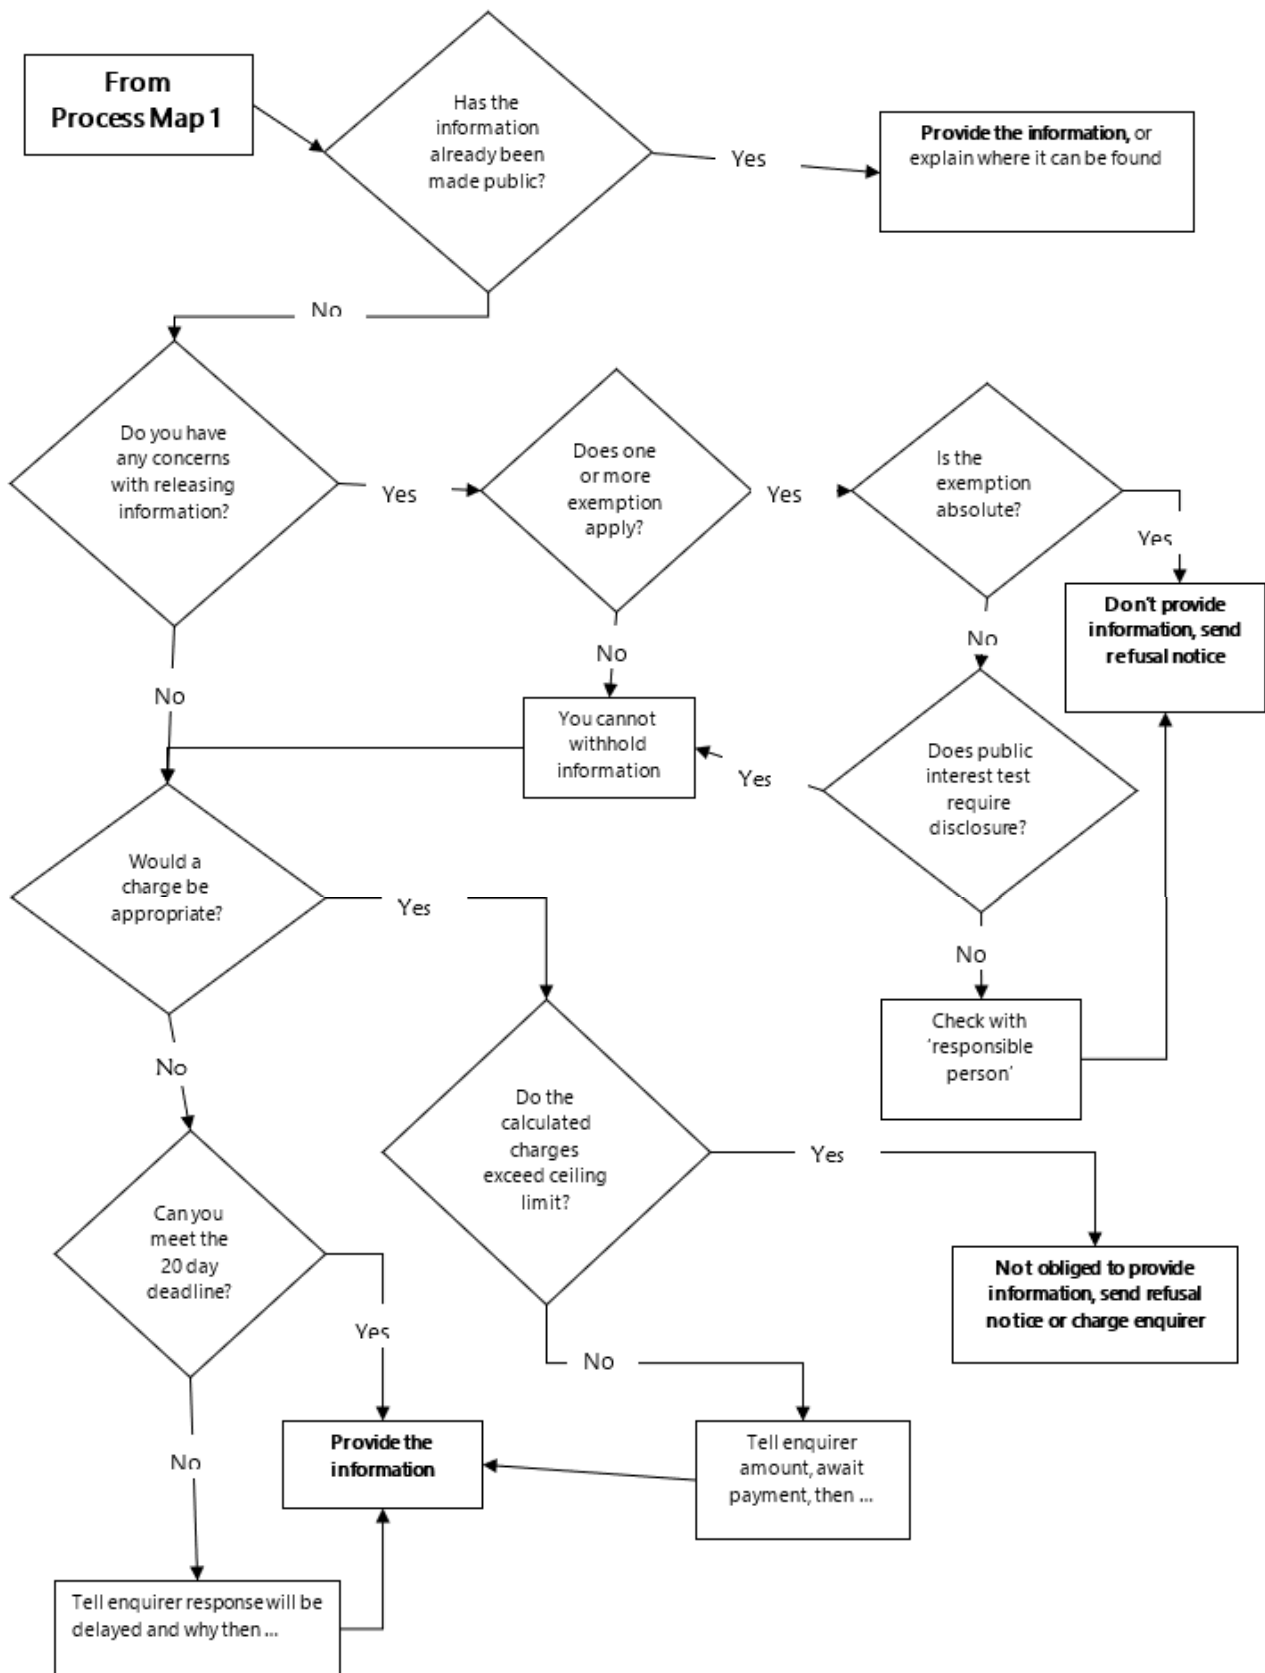 From
Process Map 1
Has the
information
already been
made public?
Yes
Provide the information, or
explain where it can be found
No
Do you have
any concerns
with releasing
information?
Yes
Does one
or more
exemption
apply?
Yes
Is the
exemption
absolute?
Yes
Don't provide
information, send
refusal notice
No
No
No
You cannot
withhold
information
Yes
Does public
interest test
require
disclosure?
Would a
charge be
appropriate?
Yes
No
Check with
‘responsible
person’
No
Do the
calculated
charges
exceed ceiling
limit?
Yes
Can you
meet the
20 day
deadline?
Not obliged to provide
information, send refusal
notice or charge enquirer
Yes
No
No
Provide the
information
Tell enquirer
amount, await
payment, then ...
Tell enquirer response will be
delayed and why then ...